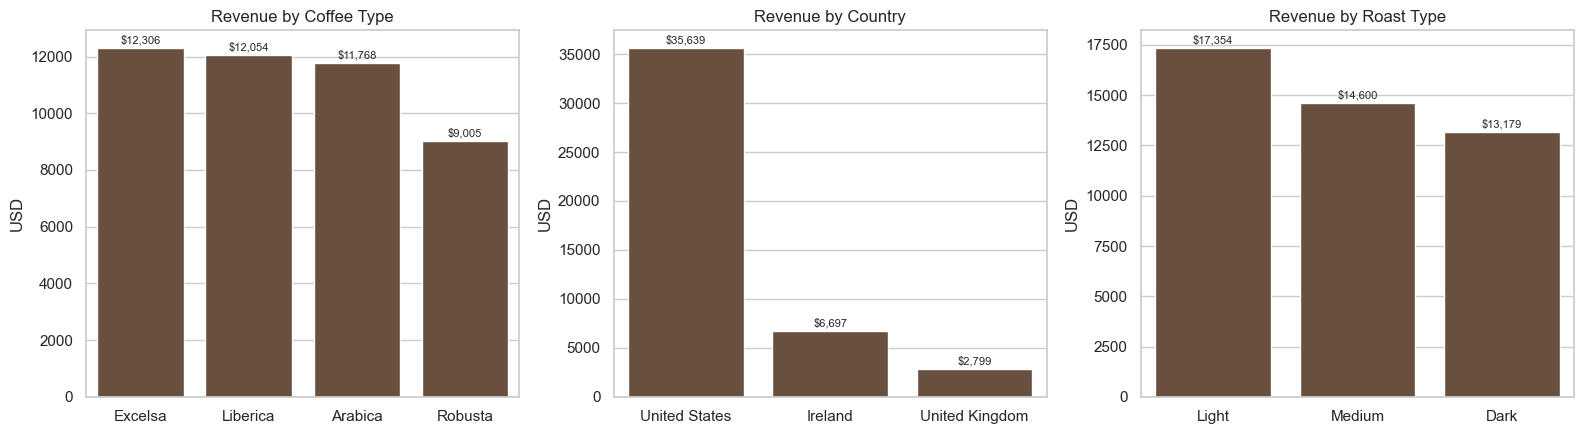 Revenue by Coffee Type
$12,306
$12,054
$11,768
$9,005
12000
10000
8000
6000
4000
2000
0
USD
Excelsa
Liberica
Arabica
Robusta
Revenue by Country
$35,639
$6,697
$2,799
35000
30000
25000
20000
15000
10000
5000
0
USD
United States
Ireland
United Kingdom
Revenue by Roast Type
$17,354
$14,600
$13,179
17500
15000
12500
10000
7500
5000
2500
0
USD
Light
Medium
Dark